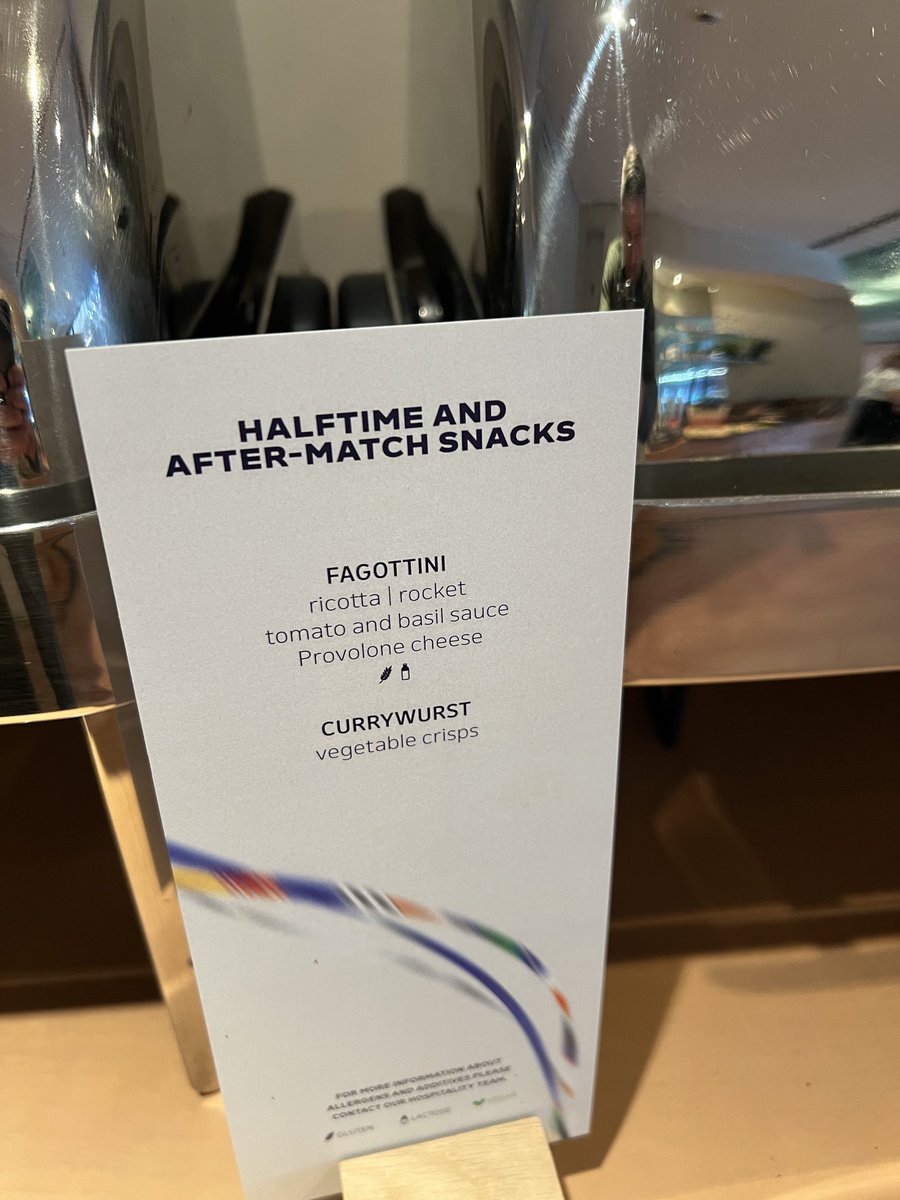 HALFTIME AND
AFTER-MATCH SNACKS
FAGOTTINI
ricotta | rocket
tomato and basil sauce
Provolone cheese
CURRYWURST
vegetable crisps
FOR MORE INFORMATION ABOUT
ALLERGENS AND ADDITIVES PLEASE
CONTACT OUR HOSPITALITY TEAM.
GLUTEN LACTOSE VEGAN